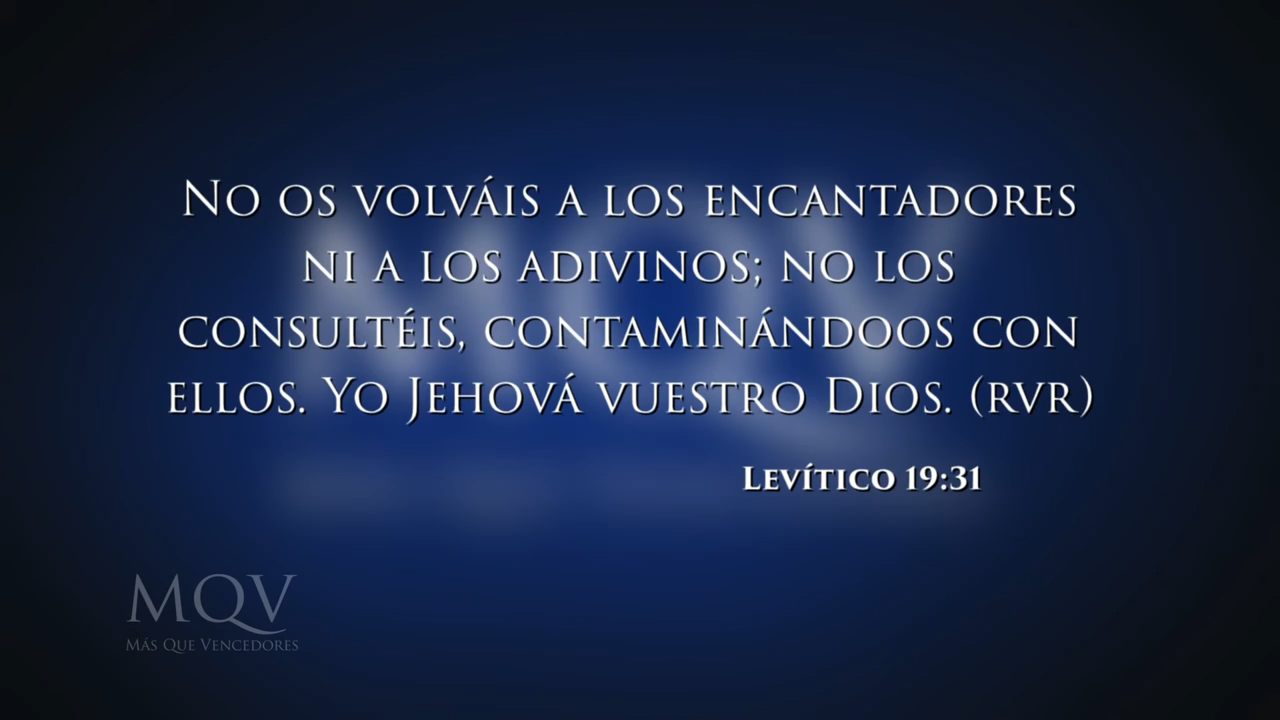 No os volváis a los encantadores
ni a los adivinos; no los
consultéis, contaminándoos con
ellos. Yo Jehová vuestro Dios. (rvr)
Levítico 19:31
MQV
Más Que Vencedores